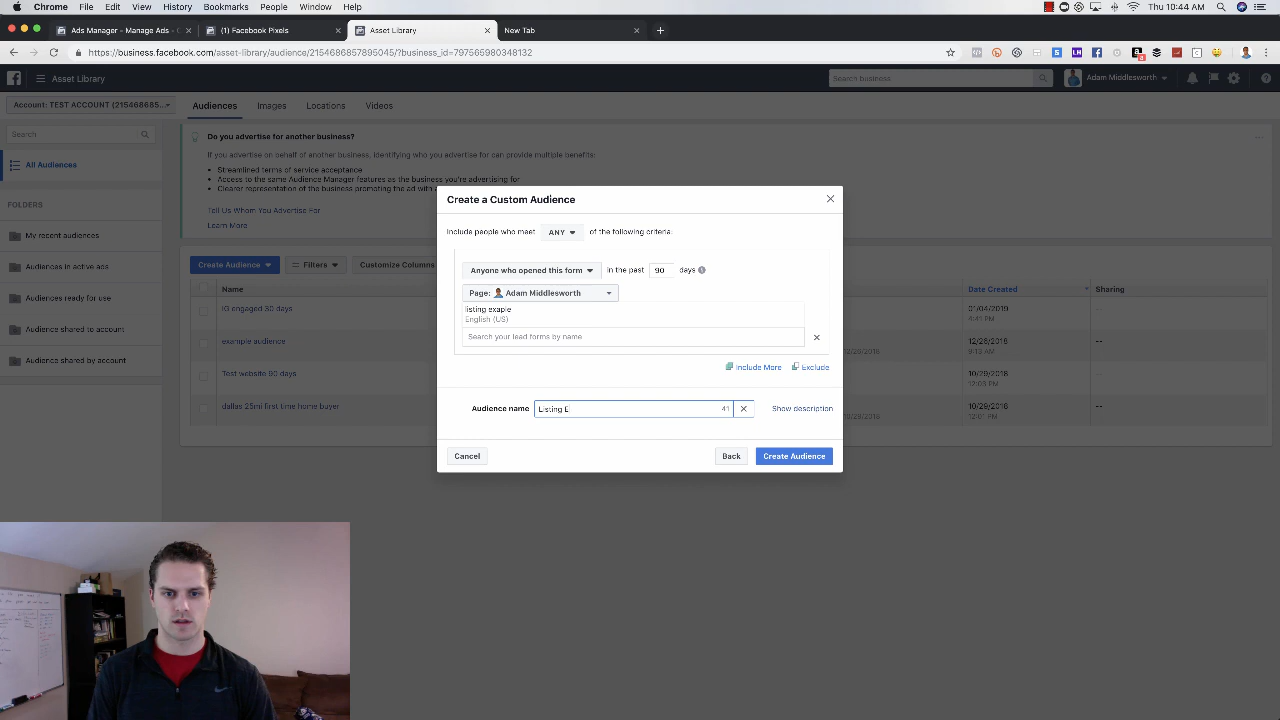 Chrome File Edit View History Bookmarks People Window Help Thu 10:44 AM
Ads Manager - Manage Ads - C (1) Facebook Pixels Asset Library New Tab
https://business.facebook.com/asset-library/audience/2154686857895045/?business_id=797565980348132
Asset Library Search business Adam Middlesworth
Account: TEST ACCOUNT (215468685... Audiences Images Locations Videos
Search
All Audiences
FOLDERS
My recent audiences
Audiences in active ads
Audiences ready for use
Audience shared to account
Audience shared by account
Do you advertise for another business?
If you advertise on behalf of another business. Identifying who you advertise for can provide multiple benefits:
Streamlined terms of service acceptance
Access to the same Audience Manager features as the business you're advertising for
Clearer representation of the business promoting the ad with
Tell Us Whom You Advertise For
Learn More
Create Audience Filters Customize Columns
Name Date Created Sharing
IG engaged 30 days 01/04/2019 --
4:41 PM
example audience 12/26/2018 --
12/26/2018 9:13 AM
Test website 90 days 10/29/2018 --
12:05 PM
dallas 25mi first time home buyer 10/29/2018 --
10/29/2018 12:01 PM
Create a Custom Audience
Include people who meet ANY of the following criteria:
Anyone who opened this form In the past 90 days
Page: Adam Middlesworth
listing exaple
English (US)
Search your lead forms by name
Include More Exclude
Audience name Listing E 41 Show description
Cancel Back Create Audience